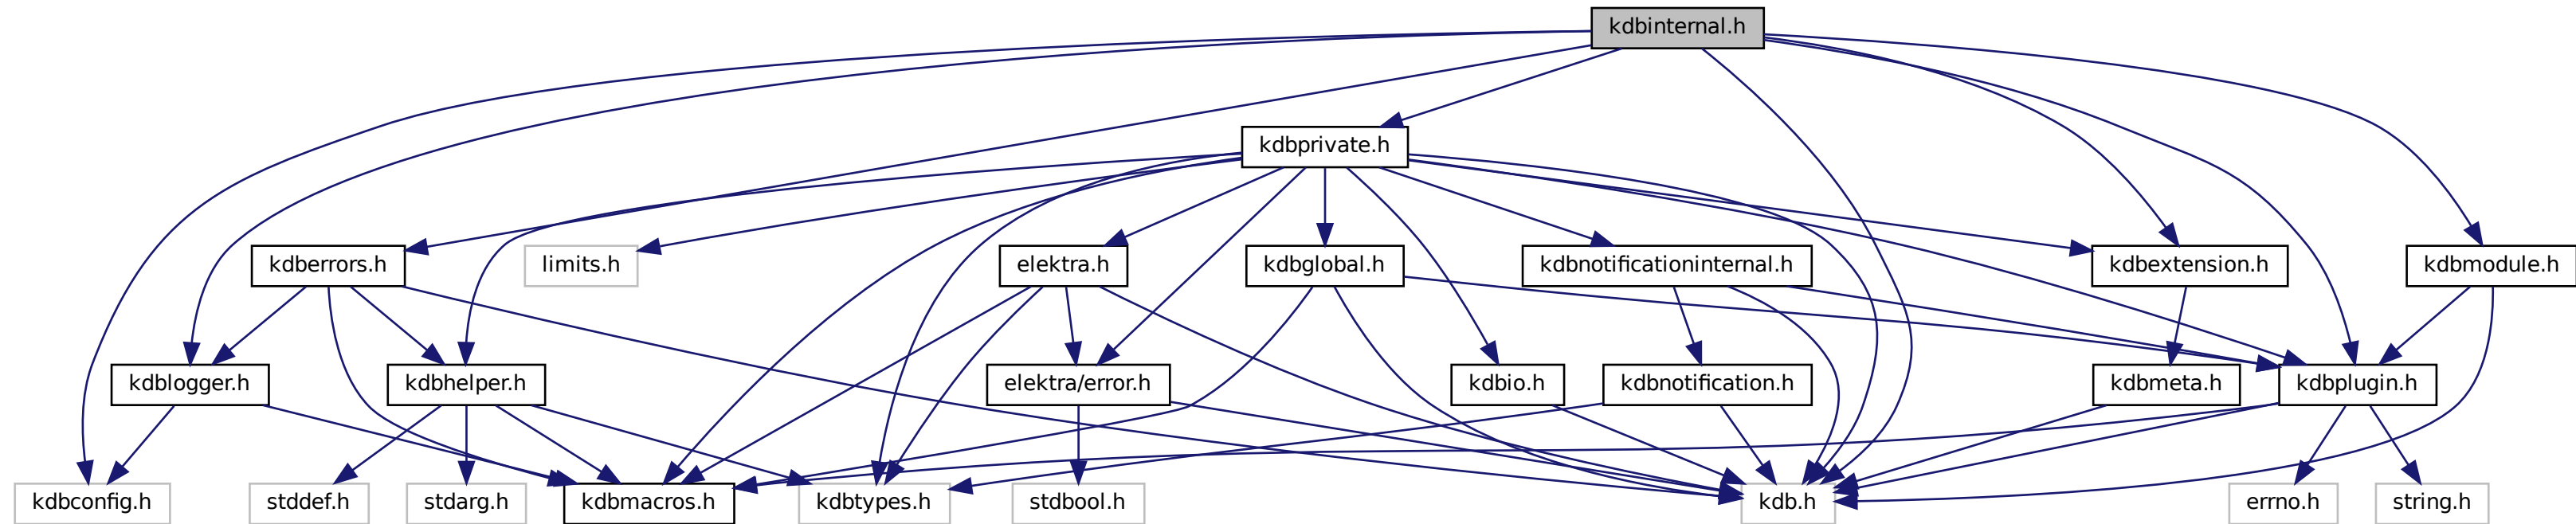 kdbinternal.h
kdbprivate.h
kdberrors.h
limits.h
elektra.h
kdbglobal.h
kdbnotificationinternal.h
kdbextension.h
kdbmodule.h
kdblogger.h
kdbhelper.h
elektra/error.h
kdbio.h
kdbnotification.h
kdbmeta.h
kdbplugin.h
kdbconfig.h
stddef.h
stdarg.h
kdbmacros.h
kdbtypes.h
stdbool.h
kdb.h
errno.h
string.h